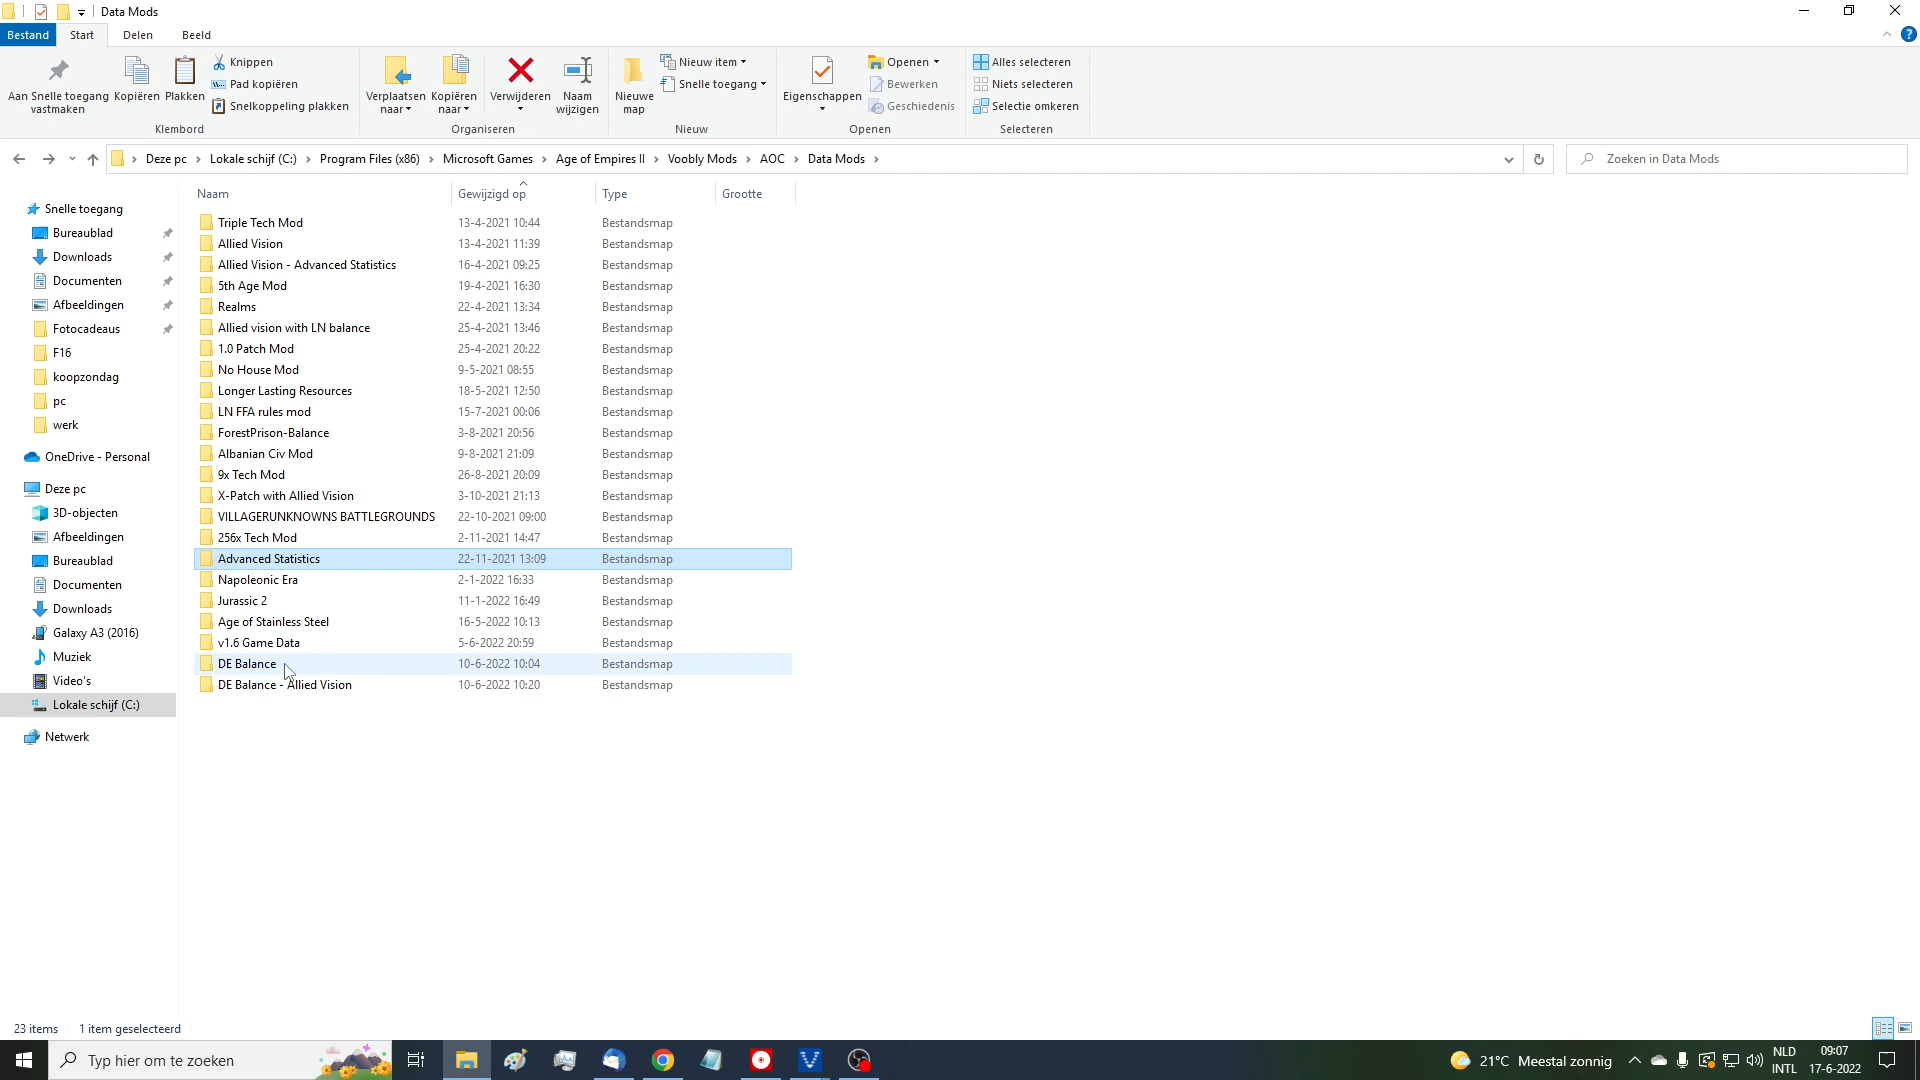 Data Mods
Bestand Start Delen Beeld
Aan Snelle toegang vastmaken
Kopiëren
Plakken
Knippen
Pad kopiëren
Snelkoppeling plakken
Klembord
Verplaatsen naar
Kopiëren naar
Verwijderen
Naam wijzigen
Organiseren
Nieuwe map
Nieuw item
Snelle toegang
Nieuw
Eigenschappen
Openen
Bewerken
Geschiedenis
Openen
Alles selecteren
Niets selecteren
Selectie omkeren
Selecteren
Deze pc › Lokale schijf (C:) › Program Files (x86) › Microsoft Games › Age of Empires II › Voobly Mods › AOC › Data Mods ›
Zoeken in Data Mods
Snelle toegang
Bureaublad
Downloads
Documenten
Afbeeldingen
Fotocadeaus
F16
koopzondag
pc
werk
OneDrive - Personal
Deze pc
3D-objecten
Afbeeldingen
Bureaublad
Documenten
Downloads
Galaxy A3 (2016)
Muziek
Video's
Lokale schijf (C:)
Netwerk
Naam Gewijzigd op Type Grootte
Triple Tech Mod 13-4-2021 10:44 Bestandsmap
Allied Vision 13-4-2021 11:39 Bestandsmap
Allied Vision - Advanced Statistics 16-4-2021 09:25 Bestandsmap
5th Age Mod 19-4-2021 16:30 Bestandsmap
Realms 22-4-2021 13:34 Bestandsmap
Allied vision with LN balance 25-4-2021 13:46 Bestandsmap
1.0 Patch Mod 25-4-2021 20:22 Bestandsmap
No House Mod 9-5-2021 08:55 Bestandsmap
Longer Lasting Resources 18-5-2021 12:50 Bestandsmap
LN FFA rules mod 15-7-2021 00:06 Bestandsmap
ForestPrison-Balance 3-8-2021 20:56 Bestandsmap
Albanian Civ Mod 9-8-2021 21:09 Bestandsmap
9x Tech Mod 26-8-2021 20:09 Bestandsmap
X-Patch with Allied Vision 3-10-2021 21:13 Bestandsmap
VILLAGERUNKNOWNS BATTLEGROUNDS 22-10-2021 09:00 Bestandsmap
256x Tech Mod 2-11-2021 14:47 Bestandsmap
Advanced Statistics 22-11-2021 13:09 Bestandsmap
Napoleonic Era 2-1-2022 16:33 Bestandsmap
Jurassic 2 11-1-2022 16:49 Bestandsmap
Age of Stainless Steel 16-5-2022 10:13 Bestandsmap
v1.6 Game Data 5-6-2022 20:59 Bestandsmap
DE Balance 10-6-2022 10:04 Bestandsmap
DE Balance - Allied Vision 10-6-2022 10:20 Bestandsmap
23 items 1 item geselecteerd
Typ hier om te zoeken
21°C Meestal zonnig
NLD
INTL
09:07
17-6-2022